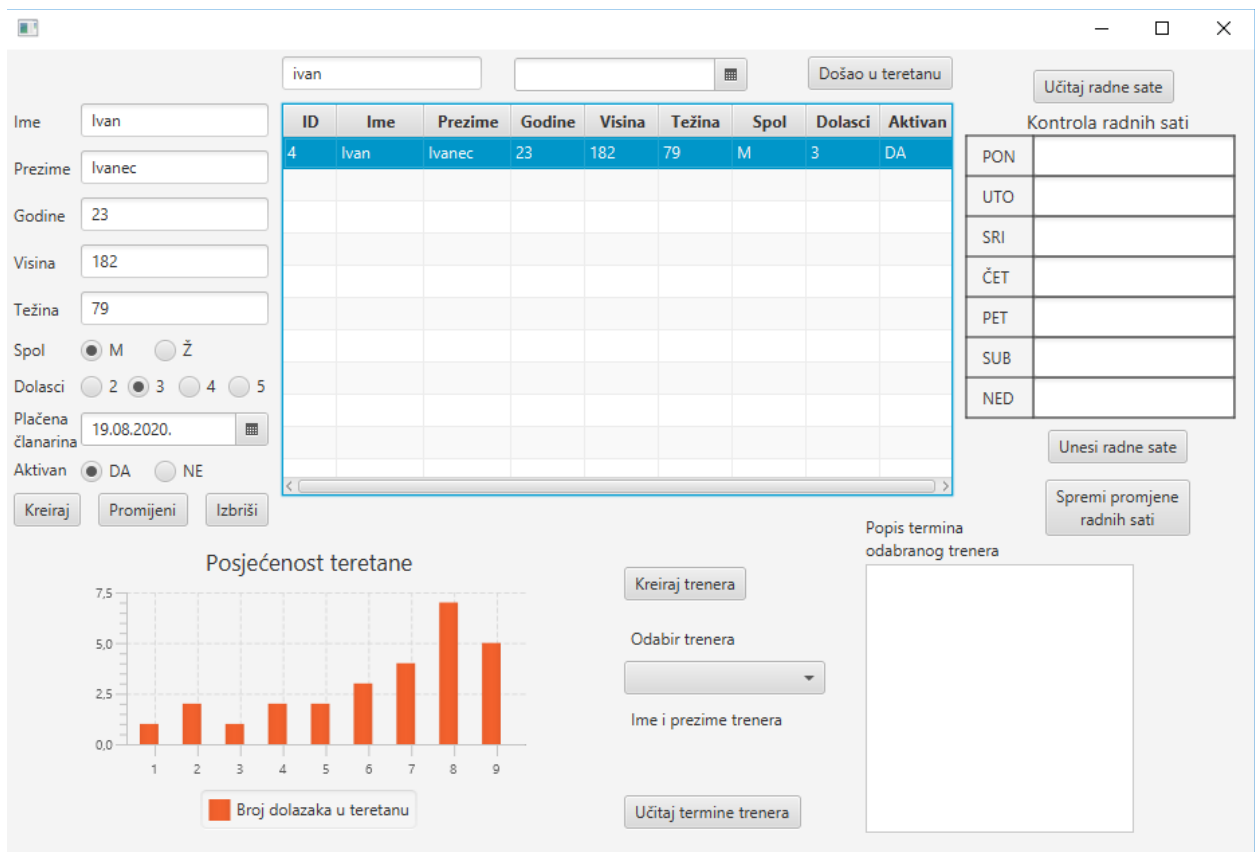 ivan
Došao u teretanu
Učitaj radne sate
Ime Ivan
Prezime Ivanec
Godine 23
Visina 182
Težina 79
Spol M Ž
Dolasci 2 3 4 5
Plačena
članarina
19.08.2020.
Aktivan DA NE
Kreiraj Promijeni Izbriši
ID Ime Prezime Godine Visina Težina Spol Dolasci Aktivan
4 Ivan Ivanec 23 182 79 M 3 DA
Kontrola radnih sati
PON
UTO
SRI
ČET
PET
SUB
NED
Unesi radne sate
Spremi promjene
radnih sati
Posjećenost teretane
7,5
5,0
2,5
0,0
1 2 3 4 5 6 7 8 9
Broj dolazaka u teretanu
Kreiraj trenera
Odabir trenera
Ime i prezime trenera
Učitaj termine trenera
Popis termina
odabranog trenera